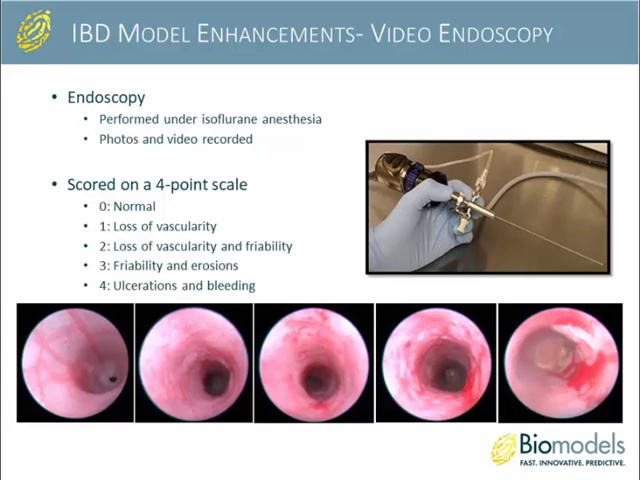 IBD MODEL ENHANCEMENTS- VIDEO ENDOSCOPY
• Endoscopy
• Performed under isoflurane anesthesia
• Photos and video recorded
• Scored on a 4-point scale
• 0: Normal
• 1: Loss of vascularity
• 2: Loss of vascularity and friability
• 3: Friability and erosions
• 4: Ulcerations and bleeding
Biomodels
FAST. INNOVATIVE. PREDICTIVE.